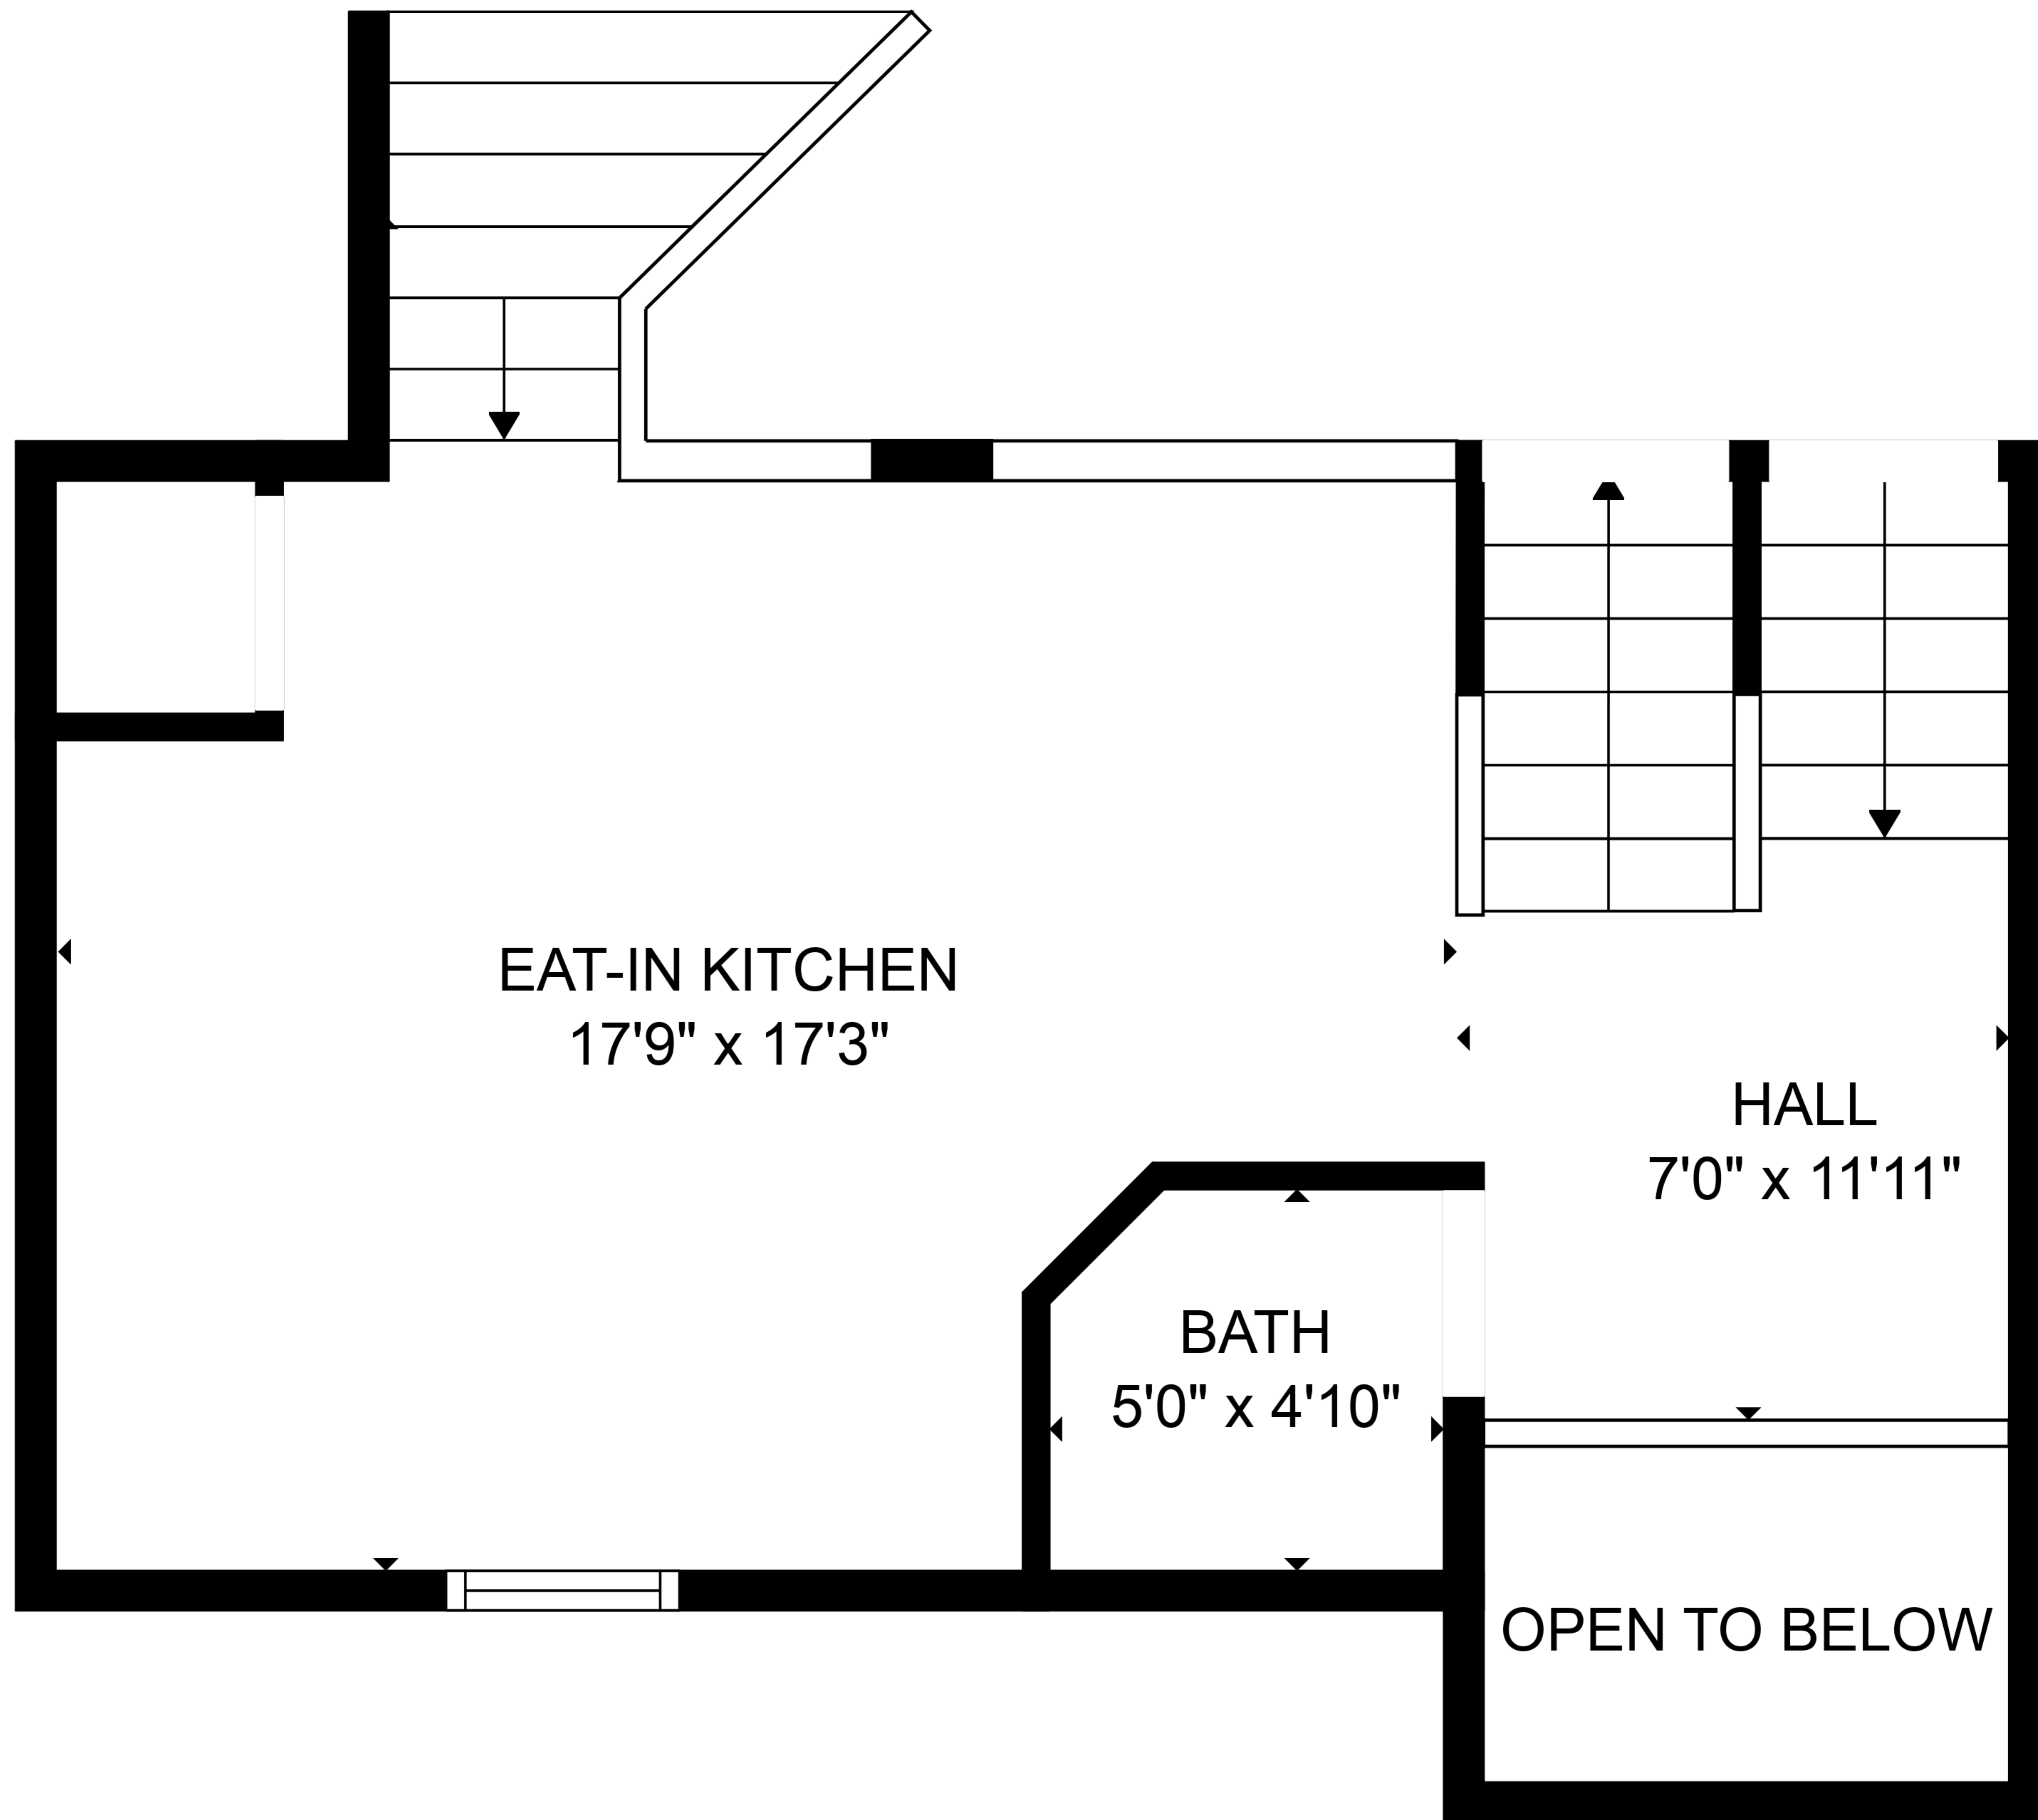 EAT-IN KITCHEN
17'9" x 17'3"
HALL
7'0" x 11'11"
BATH
5'0" x 4'10"
OPEN TO BELOW